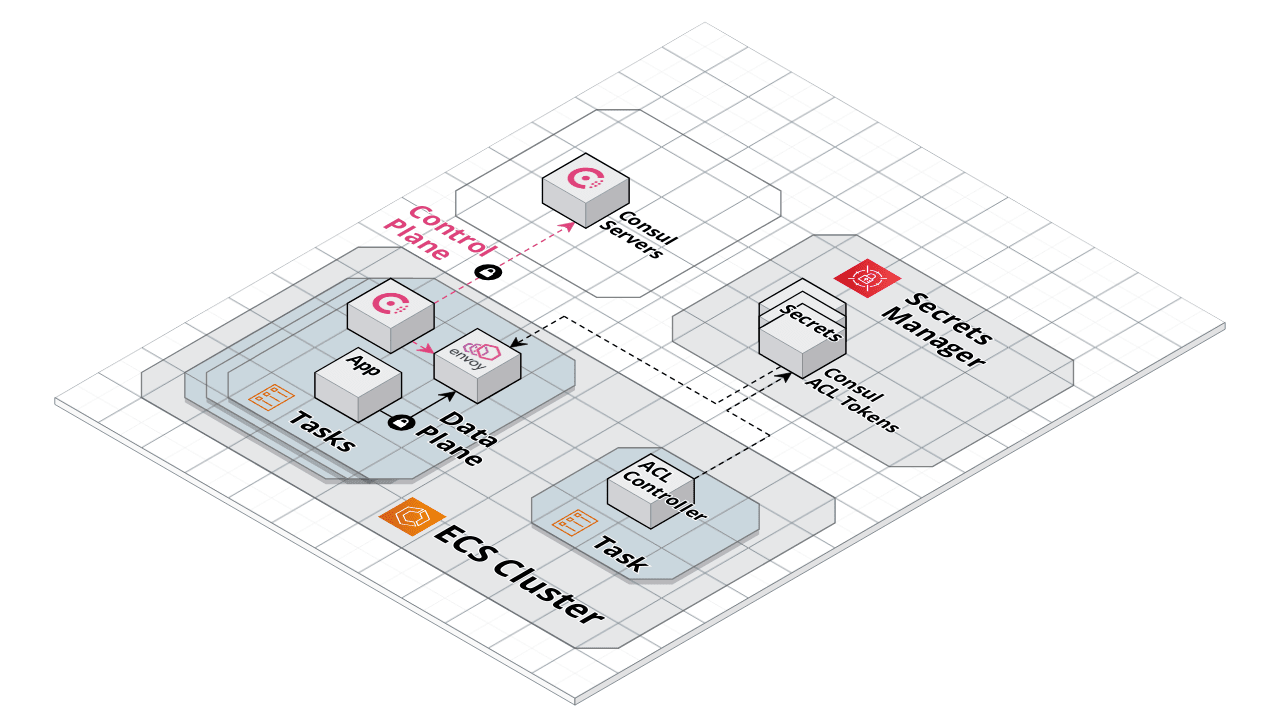 Control
Plane
Consul
Servers
Secrets
Manager
Secrets
Consul
ACL Tokens
envoy
App
Data
Plane
Tasks
ACL
Controller
Task
ECS Cluster